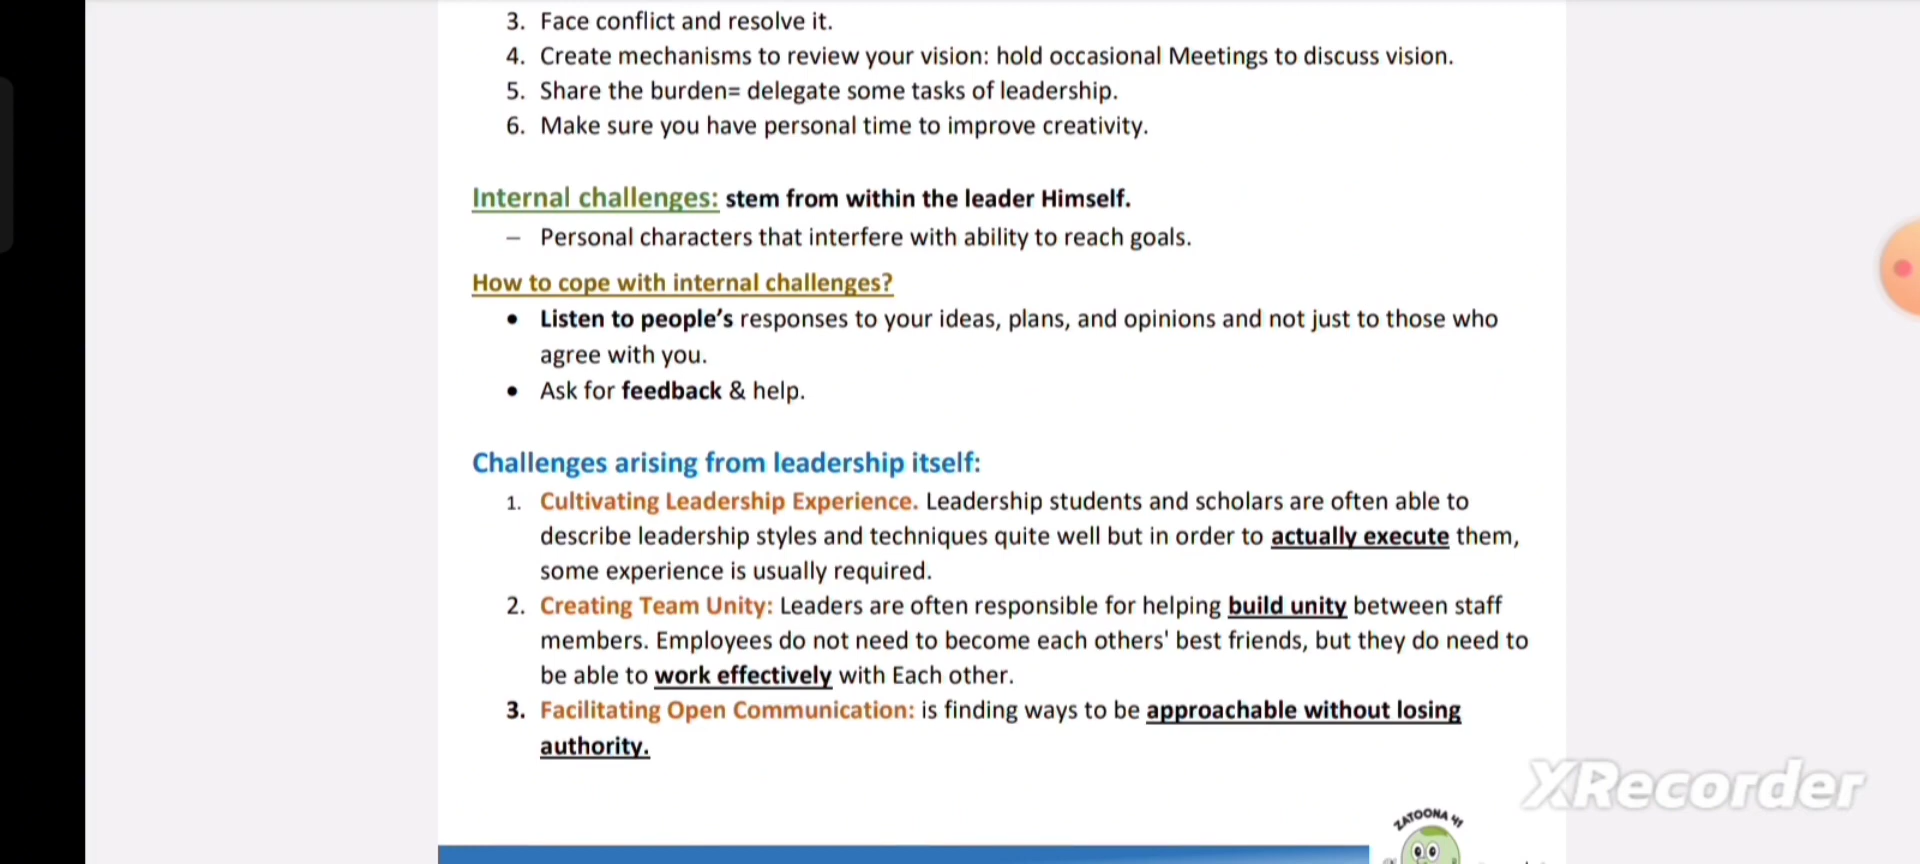 3. Face conflict and resolve it.
4. Create mechanisms to review your vision: hold occasional Meetings to discuss vision.
5. Share the burden= delegate some tasks of leadership.
6. Make sure you have personal time to improve creativity.
Internal challenges: stem from within the leader Himself.
– Personal characters that interfere with ability to reach goals.
How to cope with internal challenges?
• Listen to people’s responses to your ideas, plans, and opinions and not just to those who
agree with you.
• Ask for feedback & help.
Challenges arising from leadership itself:
1. Cultivating Leadership Experience. Leadership students and scholars are often able to
describe leadership styles and techniques quite well but in order to actually execute them,
some experience is usually required.
2. Creating Team Unity: Leaders are often responsible for helping build unity between staff
members. Employees do not need to become each others' best friends, but they do need to
be able to work effectively with Each other.
3. Facilitating Open Communication: is finding ways to be approachable without losing
authority.
XRecorder
ZATOONA